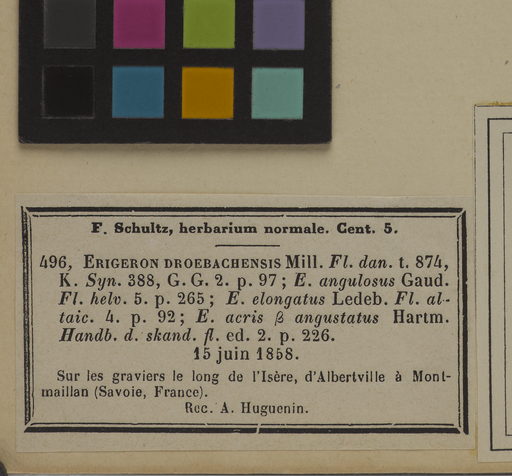 F. Schultz, herbarium normale. Cent. 5.
496, ERIGERON DROEBACHENSIS Mill. Fl. dan. t. 874,
K. Syn. 388, G. G. 2. p. 97; E. angulosus Gaud.
Fl. helv. 5. p. 265; E. elongatus Ledeb. Fl. al-
taic. 4. p. 92; E. acris β angustatus Hartm.
Handb. d. skand. fl. ed. 2. p. 226.
15 juin 1858.
Sur les graviers le long de l'Isère, d'Albertville à Mont-
maillan (Savoie, France).
Rec. A. Huguenin.